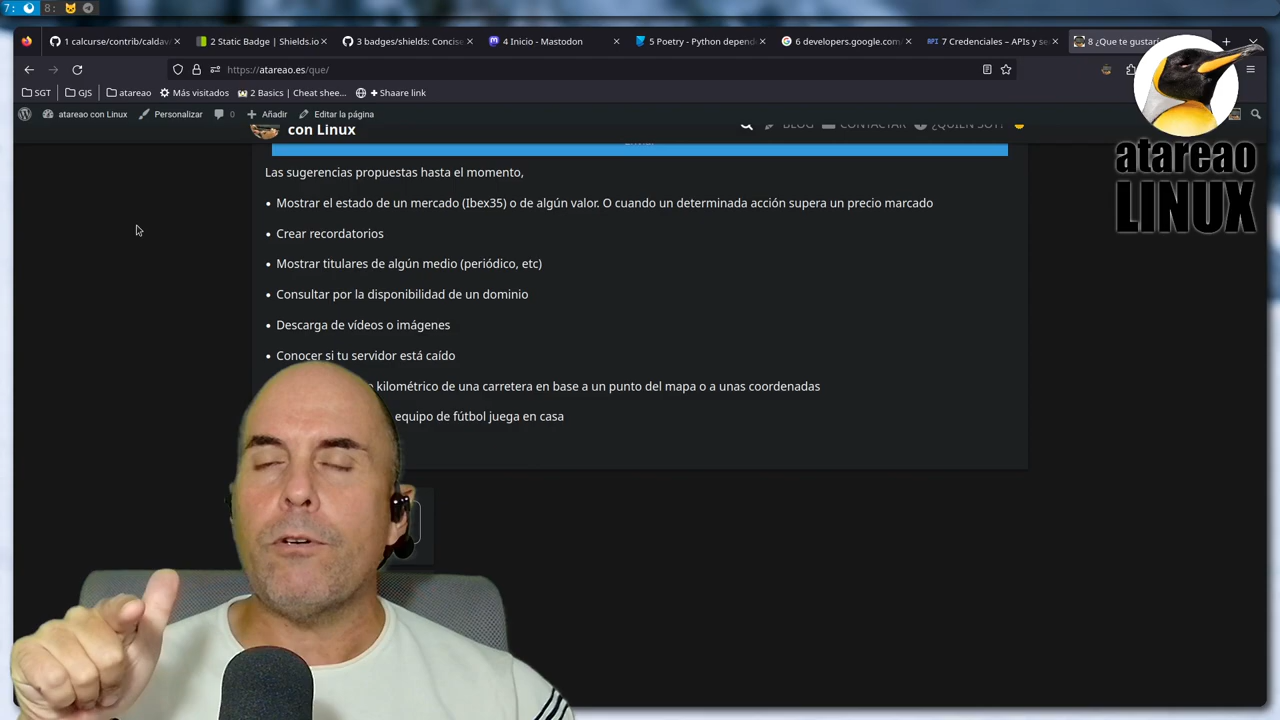 7:
8:
1 calcurse/contrib/caldav
2 Static Badge | Shields.io
3 badges/shields: Conc
4 Inicio - Mastodon
5 Poetry - Python depend
6 developers.google.com/
API 7 Credenciales – APIs y se
8 ¿Que te gustaría
https://atareao.es/que/
SGT
GJS
atareao
Más visitados
2 Basics | Cheat shee...
Shaare link
atareao con Linux
Personalizar
0
Añadir
Editar la página
con Linux
BLOG
CONTACTAR
¿QUIÉN SOY?
atareao
LINUX
Las sugerencias propuestas hasta el momento,
• Mostrar el estado de un mercado (Ibex35) o de algún valor. O cuando un determinada acción supera un precio marcado
• Crear recordatorios
• Mostrar titulares de algún medio (periódico, etc)
• Consultar por la disponibilidad de un dominio
• Descarga de vídeos o imágenes
• Conocer si tu servidor está caído
kilométrico de una carretera en base a un punto del mapa o a unas coordenadas
equipo de fútbol juega en casa